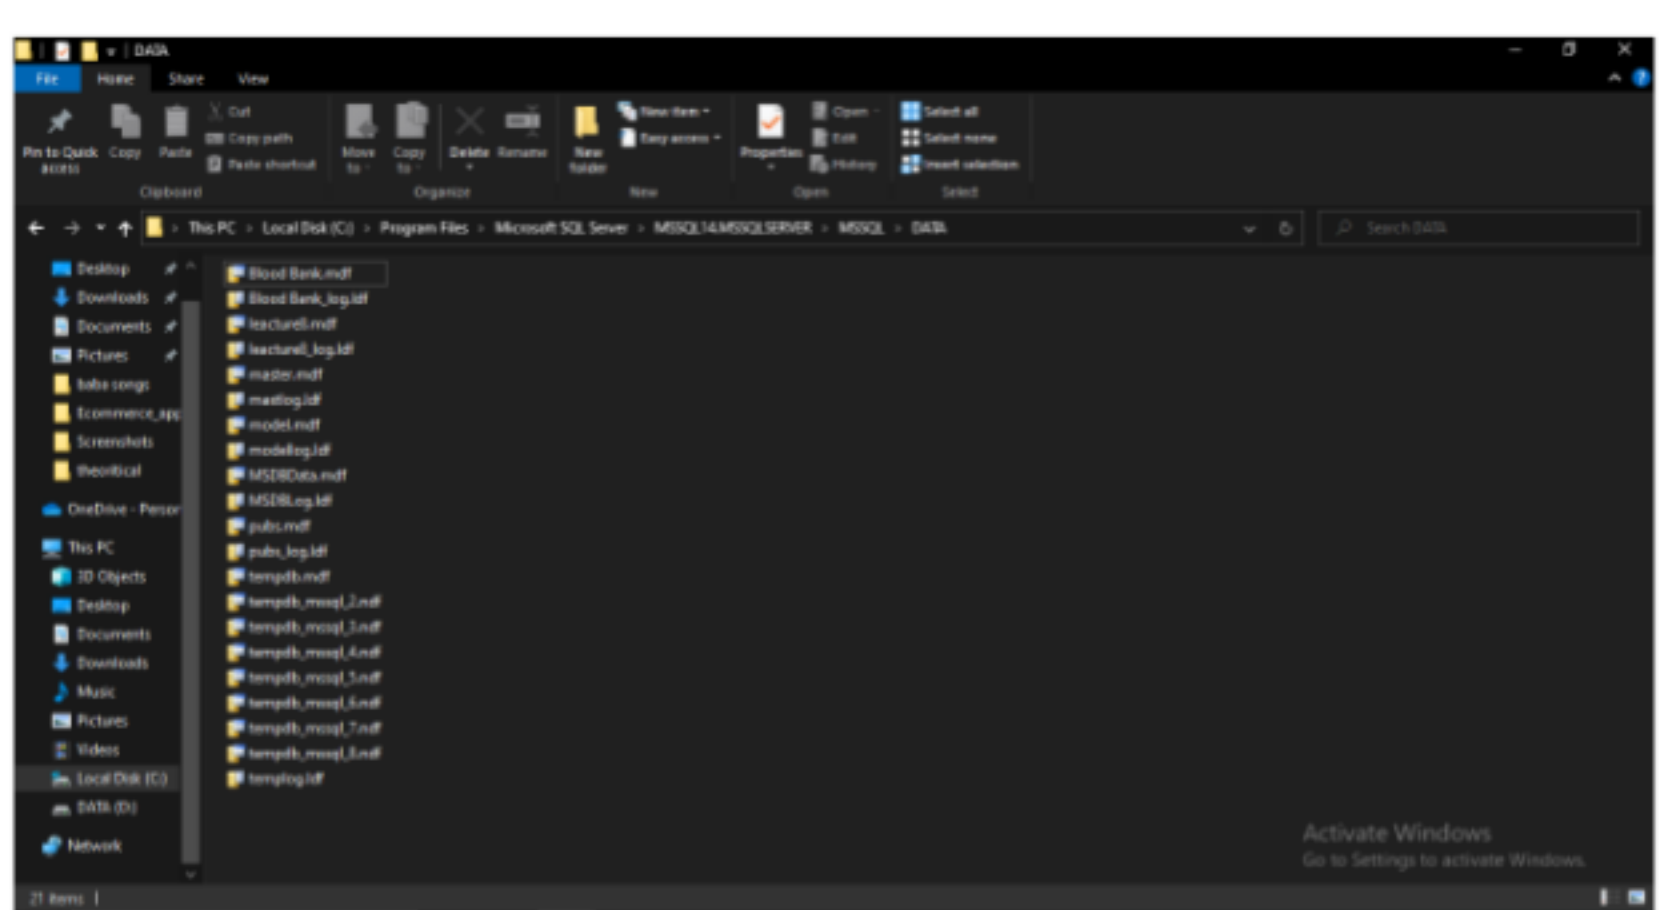 DATA
File Home Share View
Pin to Quick access
Copy
Paste
Cut
Copy path
Paste shortcut
Clipboard
Move to
Copy to
Delete
Rename
Organize
New folder
New item
Easy access
New
Properties
Open
Edit
History
Open
Select all
Select none
Invert selection
Select
This PC > Local Disk (C:) > Program Files > Microsoft SQL Server > MSSQL14.MSSQLSERVER > MSSQL > DATA
Search DATA
Desktop
Downloads
Documents
Pictures
baba songs
Ecommerce_app
Screenshots
theoritical
OneDrive - Person
This PC
3D Objects
Desktop
Documents
Downloads
Music
Pictures
Videos
Local Disk (C:)
DATA (D:)
Network
Blood Bank.mdf
Blood Bank_log.ldf
master.mdf
mastlog.ldf
model.mdf
modellog.ldf
MSDBData.mdf
MSDBLog.ldf
pubs.mdf
pubs_log.ldf
tempdb.mdf
tempdb_mssql_2.ndf
tempdb_mssql_3.ndf
tempdb_mssql_4.ndf
tempdb_mssql_5.ndf
tempdb_mssql_6.ndf
tempdb_mssql_7.ndf
tempdb_mssql_8.ndf
templog.ldf
Activate Windows
Go to Settings to activate Windows.
21 items